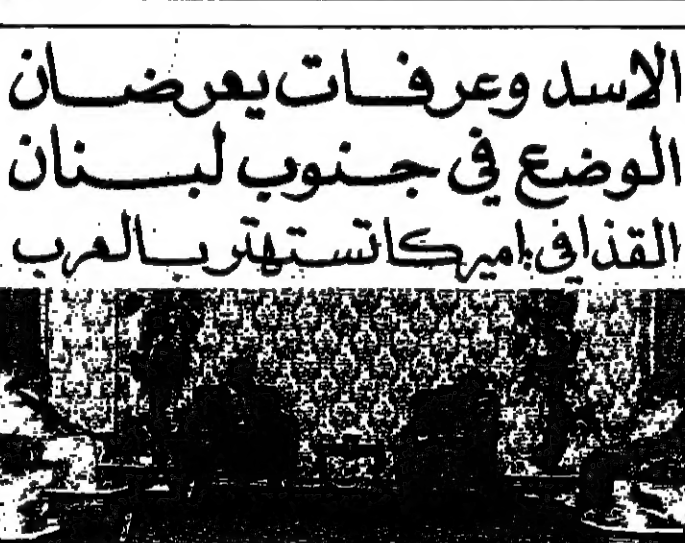 الاسد وعرفات يعرضان
الوضع في جنوب لبنان
القذافي: اميركا تستهتر بالعرب